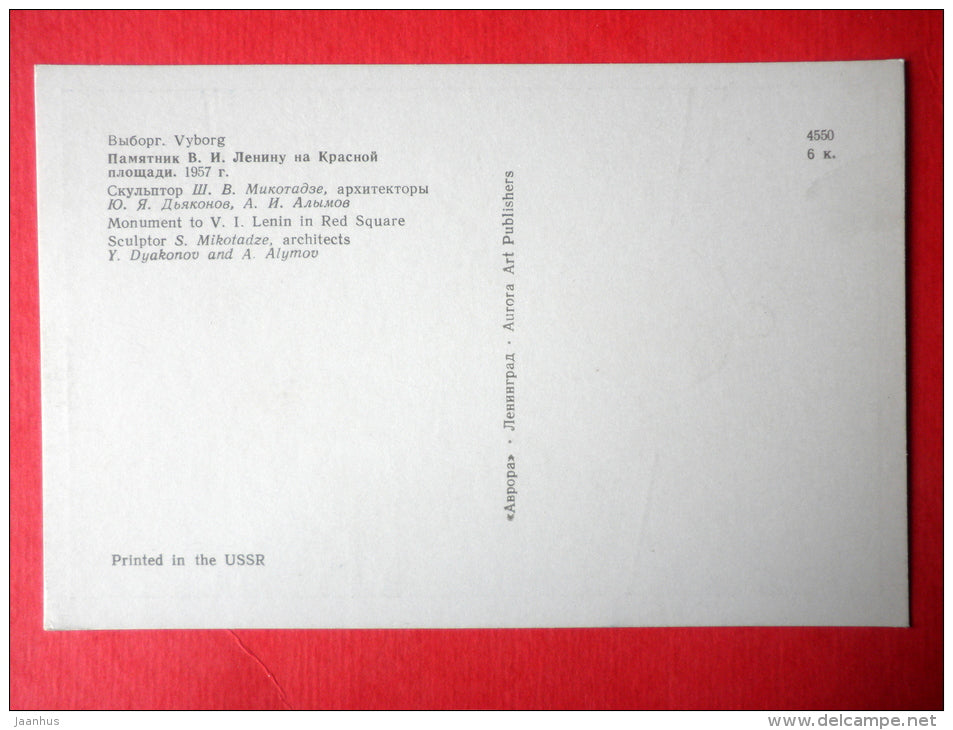 Выборг. Vyborg
Памятник В. И. Ленину на Красной
площади. 1957 г.
Скульптор Ш. В. Микотадзе, архитекторы
Ю. Я. Дьяконов, А. И. Алымов
Monument to V. I. Lenin in Red Square
Sculptor S. Mikotadze, architects
Y. Dyakonov and A. Alymov
Printed in the USSR
«Аврора» · Ленинград · Aurora Art Publishers
4550
6 к.
Jaanhus
www.delcampe.net